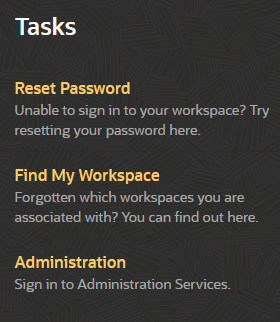 Tasks
Reset Password
Unable to sign in to your workspace? Try
resetting your password here.
Find My Workspace
Forgotten which workspaces you are
associated with? You can find out here.
Administration
Sign in to Administration Services.